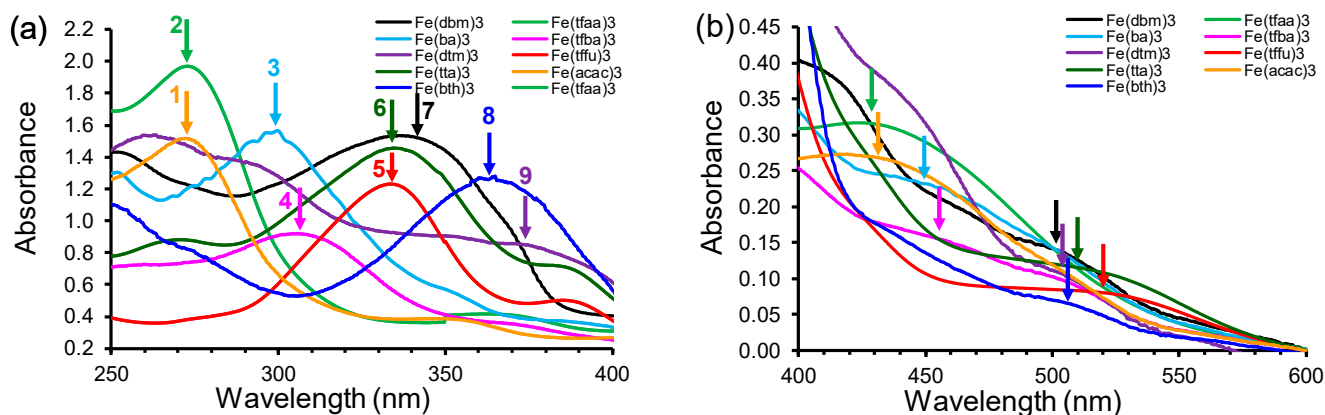 (a)
2.2
2.0
1.8
1.6
1.4
1.2
1.0
0.8
0.6
0.4
0.2
Absorbance
250
300
350
400
Wavelength (nm)
Fe(dbm)3
Fe(tfaa)3
Fe(ba)3
Fe(tfba)3
Fe(dtm)3
Fe(tffu)3
Fe(tta)3
Fe(acac)3
Fe(bth)3
Fe(tfaa)3
1
2
3
4
5
6
7
8
9
(b)
0.45
0.40
0.35
0.30
0.25
0.20
0.15
0.10
0.05
0.00
Absorbance
400
450
500
550
600
Wavelength (nm)
Fe(dbm)3
Fe(tfaa)3
Fe(ba)3
Fe(tfba)3
Fe(dtm)3
Fe(tffu)3
Fe(tta)3
Fe(acac)3
Fe(bth)3